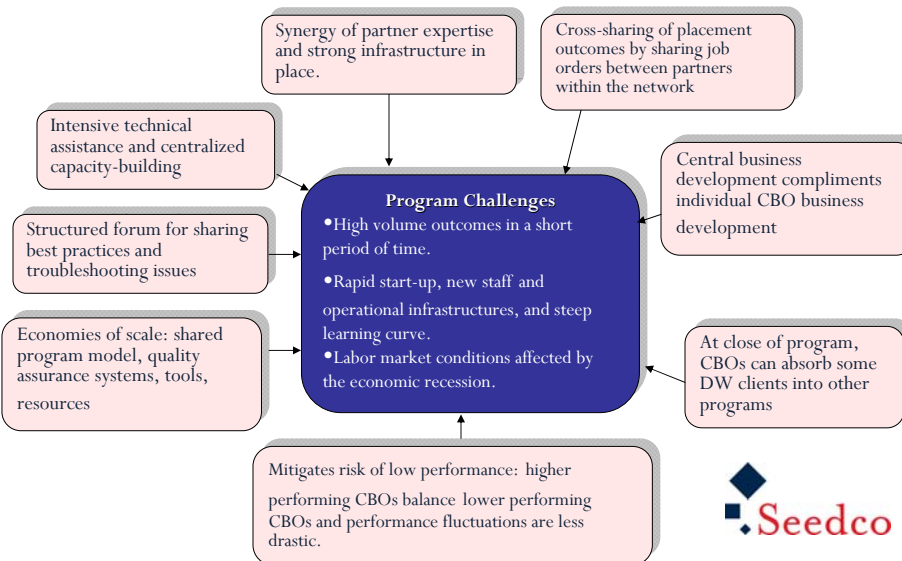 Synergy of partner expertise
and strong infrastructure in
place.
Cross-sharing of placement
outcomes by sharing job
orders between partners
within the network
Intensive technical
assistance and centralized
capacity-building
Central business
development compliments
individual CBO business
development
Structured forum for sharing
best practices and
troubleshooting issues
Program Challenges
•High volume outcomes in a short
period of time.
•Rapid start-up, new staff and
operational infrastructures, and steep
learning curve.
•Labor market conditions affected by
the economic recession.
Economies of scale: shared
program model, quality
assurance systems, tools,
resources
At close of program,
CBOs can absorb some
DW clients into other
programs
Mitigates risk of low performance: higher
performing CBOs balance lower performing
CBOs and performance fluctuations are less
drastic.
Seedco